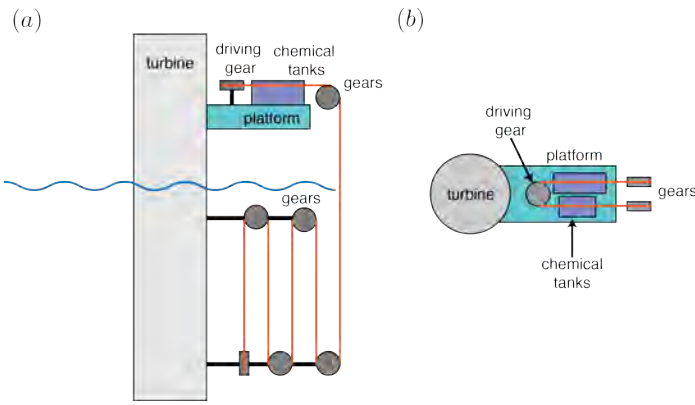 (a)
turbine
driving
gear
chemical
tanks
gears
platform
gears
(b)
driving
gear
platform
turbine
gears
chemical
tanks